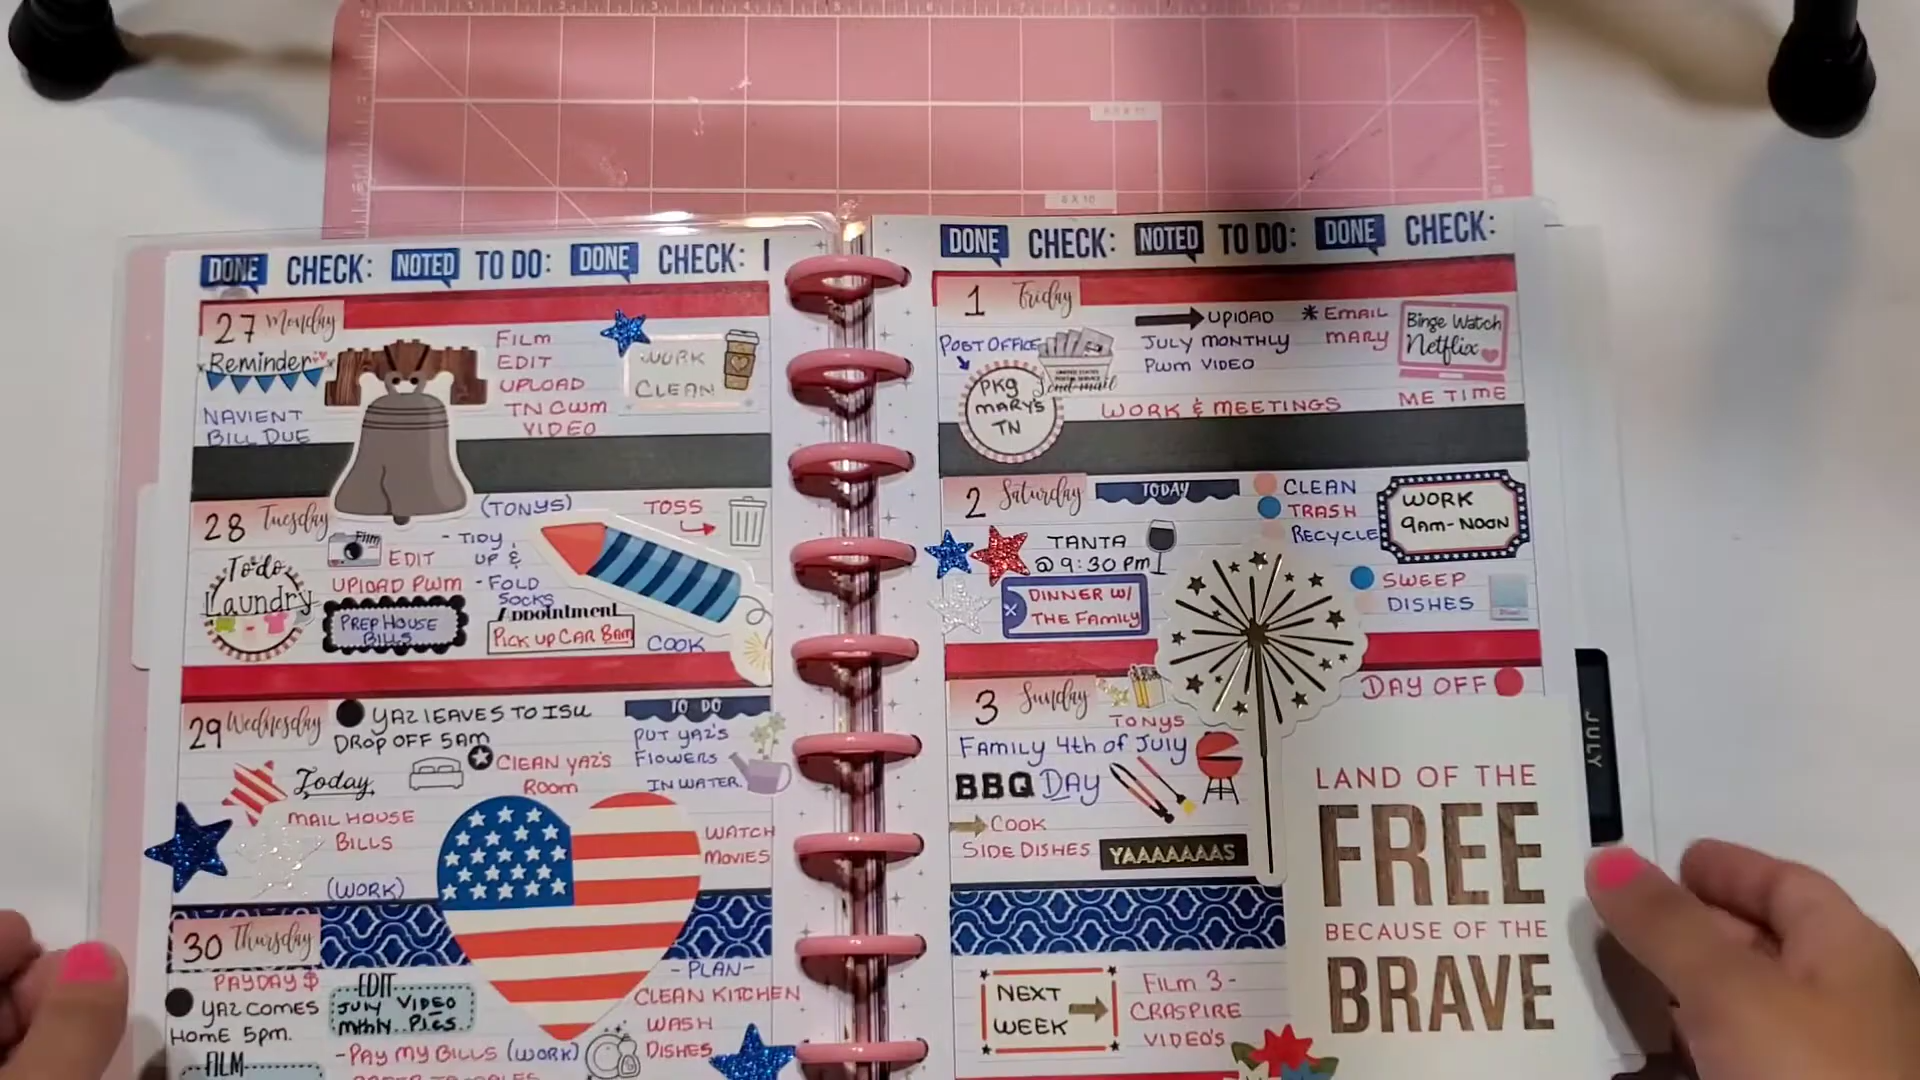 8 X 10
DONE CHECK: NOTED TO DO: DONE CHECK:
27 Monday
Reminder
NAVIENT
BILL DUE
FILM
EDIT
UPLOAD
TN CWM
VIDEO
WORK
CLEAN
28 Tuesday
To do
Laundry
Film
EDIT
UPLOAD PWM
PREP HOUSE
BILLS
(TONYS)
- TIDY
UP &
- FOLD
SOCKS
Appointment
PICK UP CAR 8am
TOSS
COOK
29 Wednesday
YAZ LEAVES TO ISU
DROP OFF 5AM
Today
CLEAN YAZ'S
ROOM
TO DO
PUT YAZ'S
FLOWERS
IN WATER
MAIL HOUSE
BILLS
(WORK)
WATCH
MOVIES
30 Thursday
PAYDAY $
YAZ COMES
HOME 5PM.
FILM
EDIT
JULY VIDEO
mthly PICS
- PAY MY BILLS (WORK)
- PLAN -
CLEAN KITCHEN
WASH
DISHES
DONE CHECK: NOTED TO DO: DONE CHECK:
1 Friday
POST OFFICE
PKG
MARY'S
TN
Send mail
UPLOAD
JULY MONTHLY
PWM VIDEO
* EMAIL
MARY
Binge Watch
Netflix
ME TIME
WORK & MEETINGS
2 Saturday
TODAY
TANTA
@ 9:30 PM
DINNER W/
THE FAMILY
CLEAN
TRASH
RECYCLE
WORK
9AM-NOON
SWEEP
DISHES
3 Sunday
TONYS
Family 4th of July
BBQ DAY
COOK
SIDE DISHES
YAAAAAAAS
DAY OFF
LAND OF THE
FREE
BECAUSE OF THE
BRAVE
NEXT
WEEK
FILM 3 -
CRASPIRE
VIDEO'S
JULY